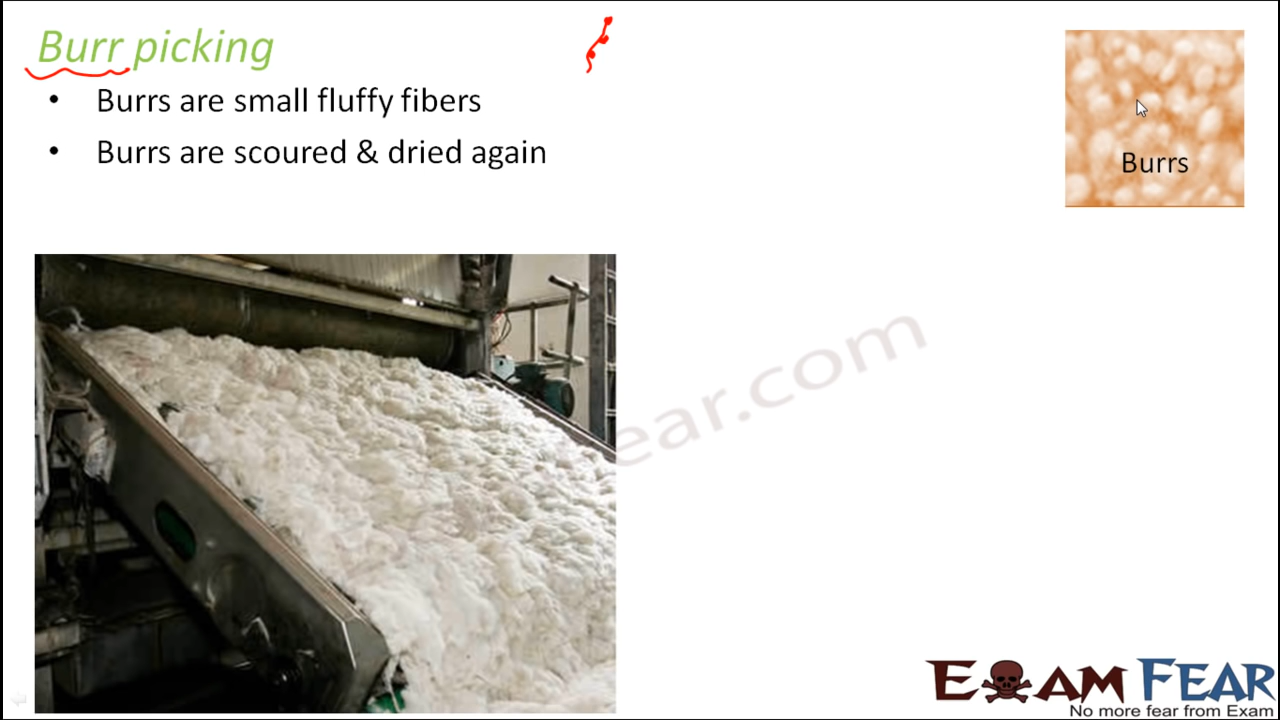 Burr picking
• Burrs are small fluffy fibers
• Burrs are scoured & dried again
Burrs
ear.com
EXAM FEAR
No more fear from Exam